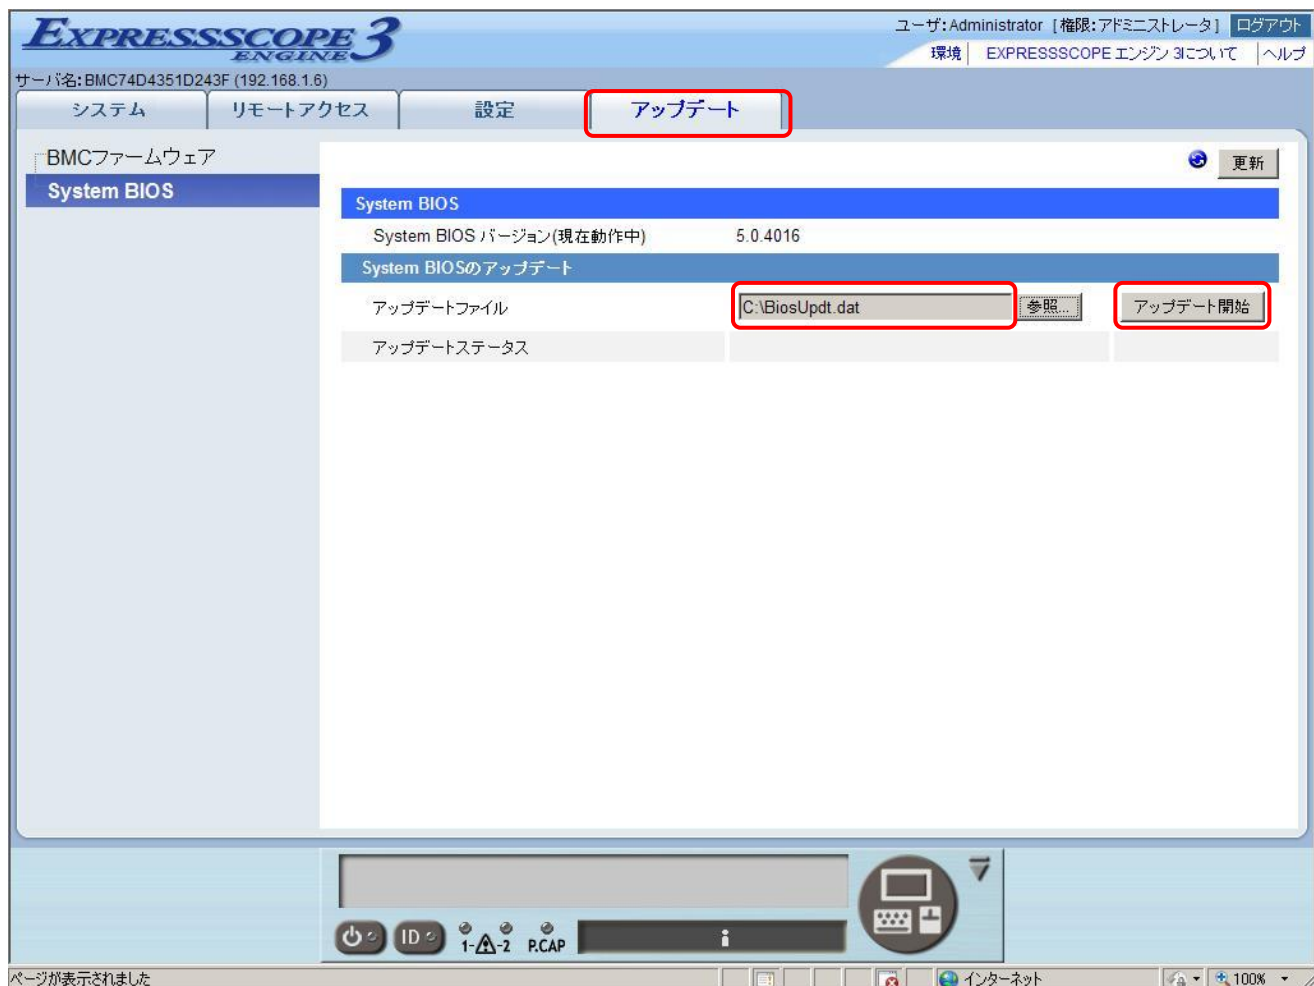 EXPRESSSCOPE 3
ENGINE
ユーザ:Administrator [権限:アドミニストレータ] ログアウト
環境 EXPRESSSCOPE エンジン 3について ヘルプ
サーバ名:BMC74D4351D243F (192.168.1.6)
システム リモートアクセス 設定 アップデート
BMCファームウェア
System BIOS
更新
System BIOS
System BIOS バージョン(現在動作中) 5.0.4016
System BIOSのアップデート
アップデートファイル C:\BiosUpdt.dat 参照... アップデート開始
アップデートステータス
ID 1-2 P.CAP i
ページが表示されました インターネット 100%